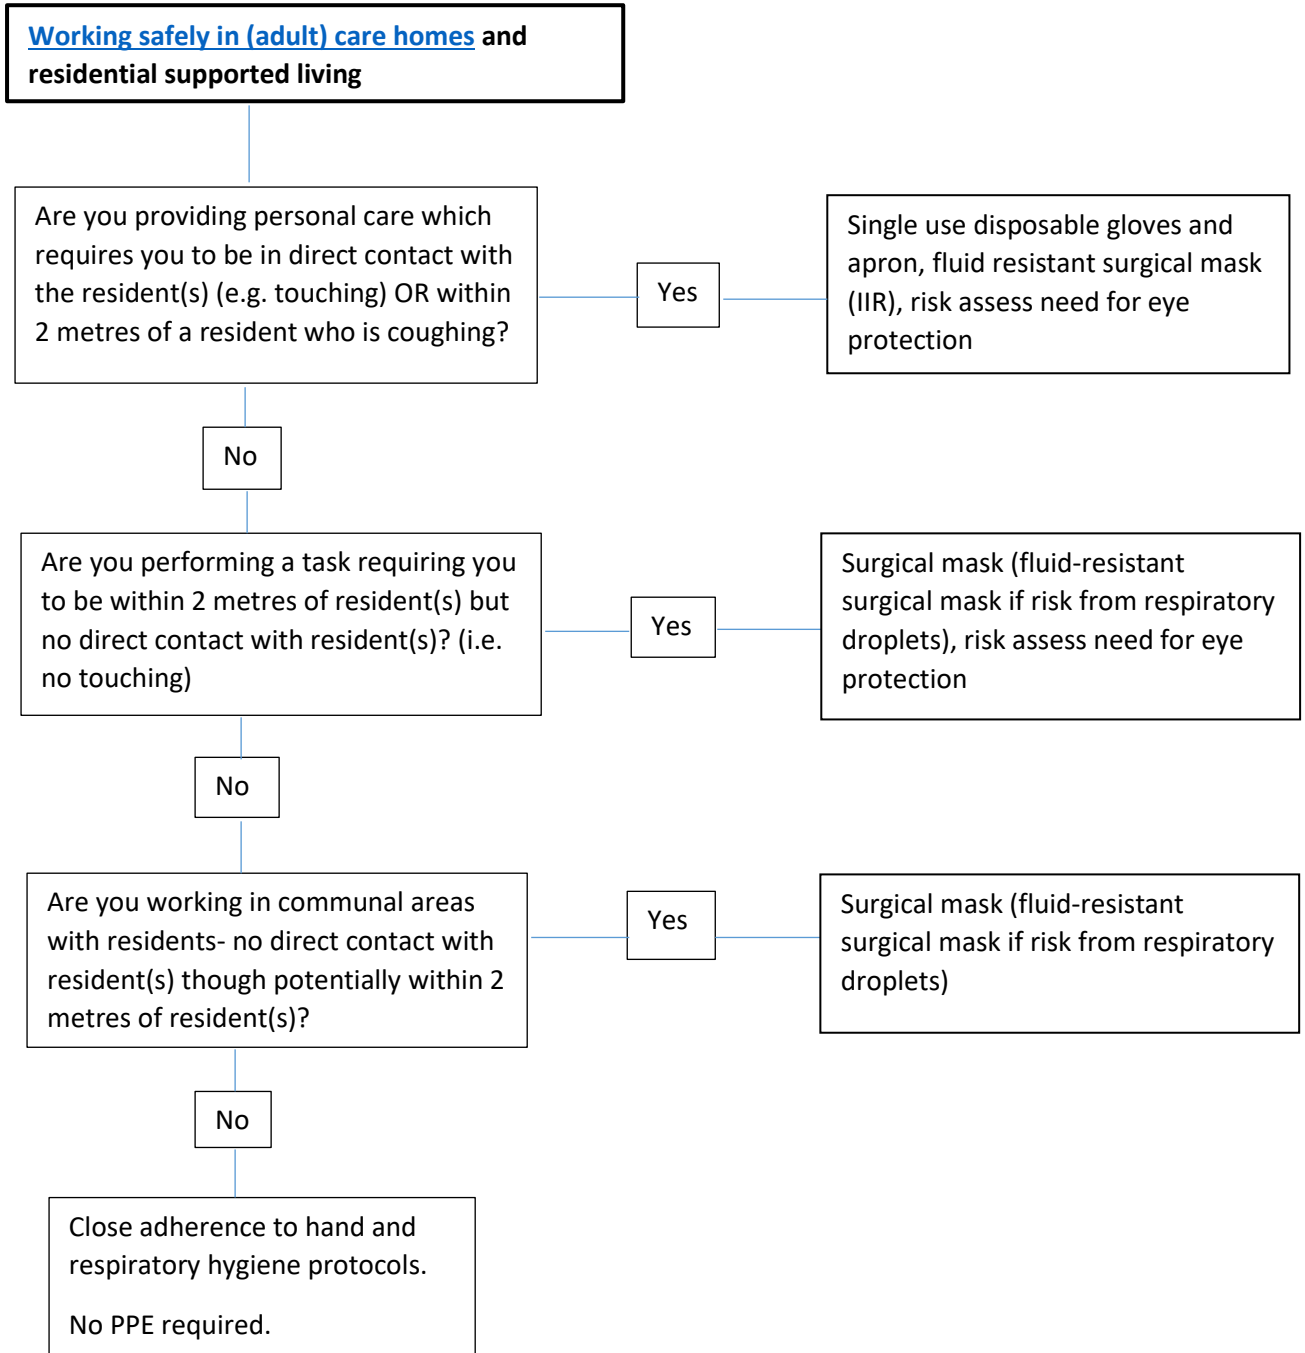 Working safely in (adult) care homes and
residential supported living
Are you providing personal care which
requires you to be in direct contact with
the resident(s) (e.g. touching) OR within
2 metres of a resident who is coughing?
Yes
Single use disposable gloves and
apron, fluid resistant surgical mask
(IIR), risk assess need for eye
protection
No
Are you performing a task requiring you
to be within 2 metres of resident(s) but
no direct contact with resident(s)? (i.e.
no touching)
Yes
Surgical mask (fluid-resistant
surgical mask if risk from respiratory
droplets), risk assess need for eye
protection
No
Are you working in communal areas
with residents- no direct contact with
resident(s) though potentially within 2
metres of resident(s)?
Yes
Surgical mask (fluid-resistant
surgical mask if risk from respiratory
droplets)
No
Close adherence to hand and
respiratory hygiene protocols.
No PPE required.